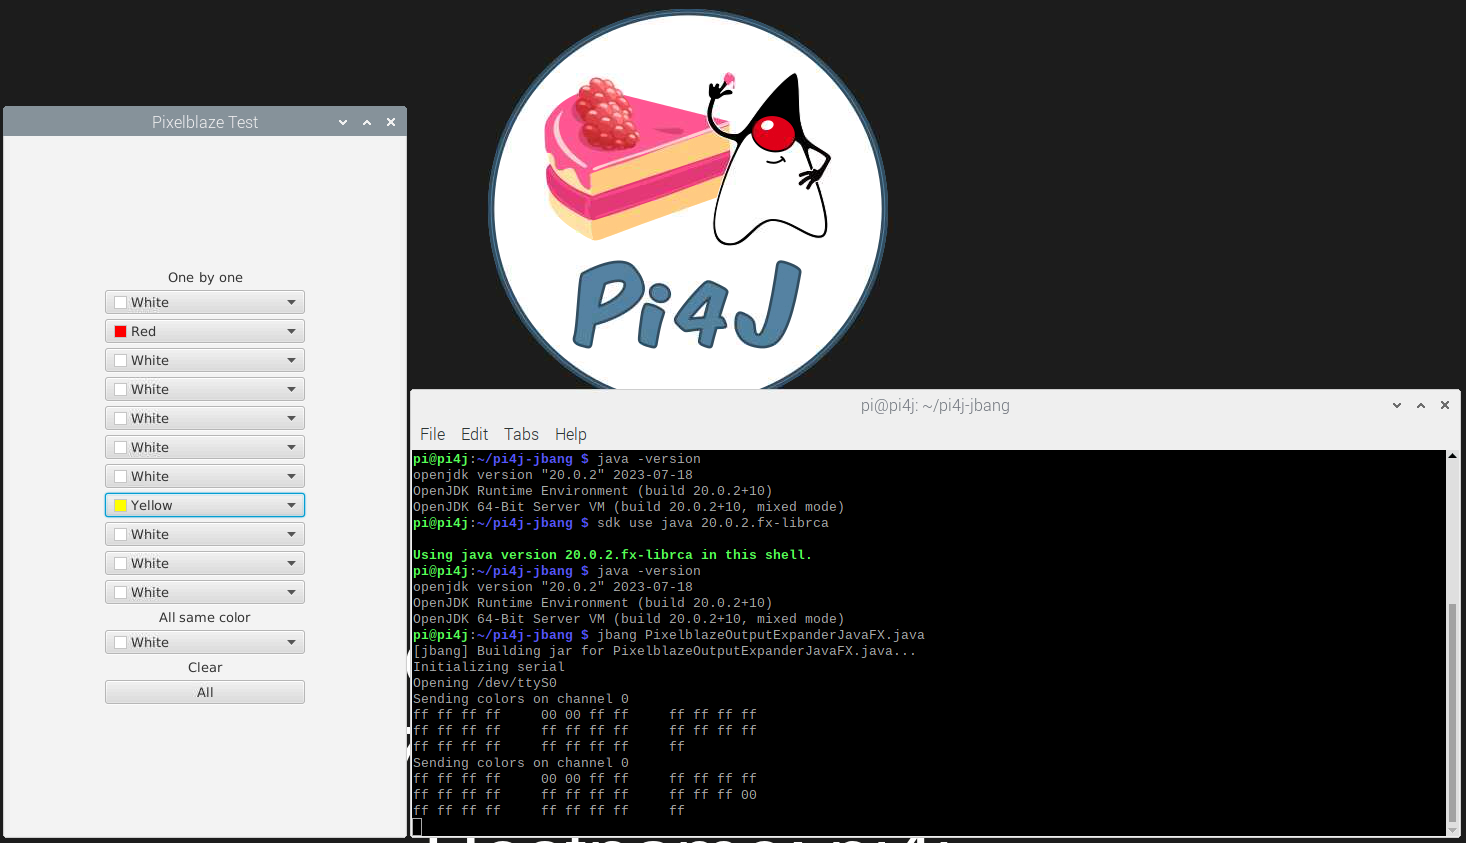 Pi4J
Pixelblaze Test
One by one
White
Red
White
White
White
White
White
Yellow
White
White
White
All same color
White
Clear
All
pi@pi4j: ~/pi4j-jbang
File Edit Tabs Help
pi@pi4j:~/pi4j-jbang $ java -version
openjdk version "20.0.2" 2023-07-18
OpenJDK Runtime Environment (build 20.0.2+10)
OpenJDK 64-Bit Server VM (build 20.0.2+10, mixed mode)
pi@pi4j:~/pi4j-jbang $ sdk use java 20.0.2.fx-librca
Using java version 20.0.2.fx-librca in this shell.
pi@pi4j:~/pi4j-jbang $ java -version
openjdk version "20.0.2" 2023-07-18
OpenJDK Runtime Environment (build 20.0.2+10)
OpenJDK 64-Bit Server VM (build 20.0.2+10, mixed mode)
pi@pi4j:~/pi4j-jbang $ jbang PixelblazeOutputExpanderJavaFX.java
[jbang] Building jar for PixelblazeOutputExpanderJavaFX.java...
Initializing serial
Opening /dev/ttyS0
Sending colors on channel 0
ff ff ff ff 00 00 ff ff ff ff ff ff
ff ff ff ff ff ff ff ff ff ff ff ff
ff ff ff ff ff ff ff ff ff
Sending colors on channel 0
ff ff ff ff 00 00 ff ff ff ff ff ff
ff ff ff ff ff ff ff ff ff ff ff 00
ff ff ff ff ff ff ff ff ff